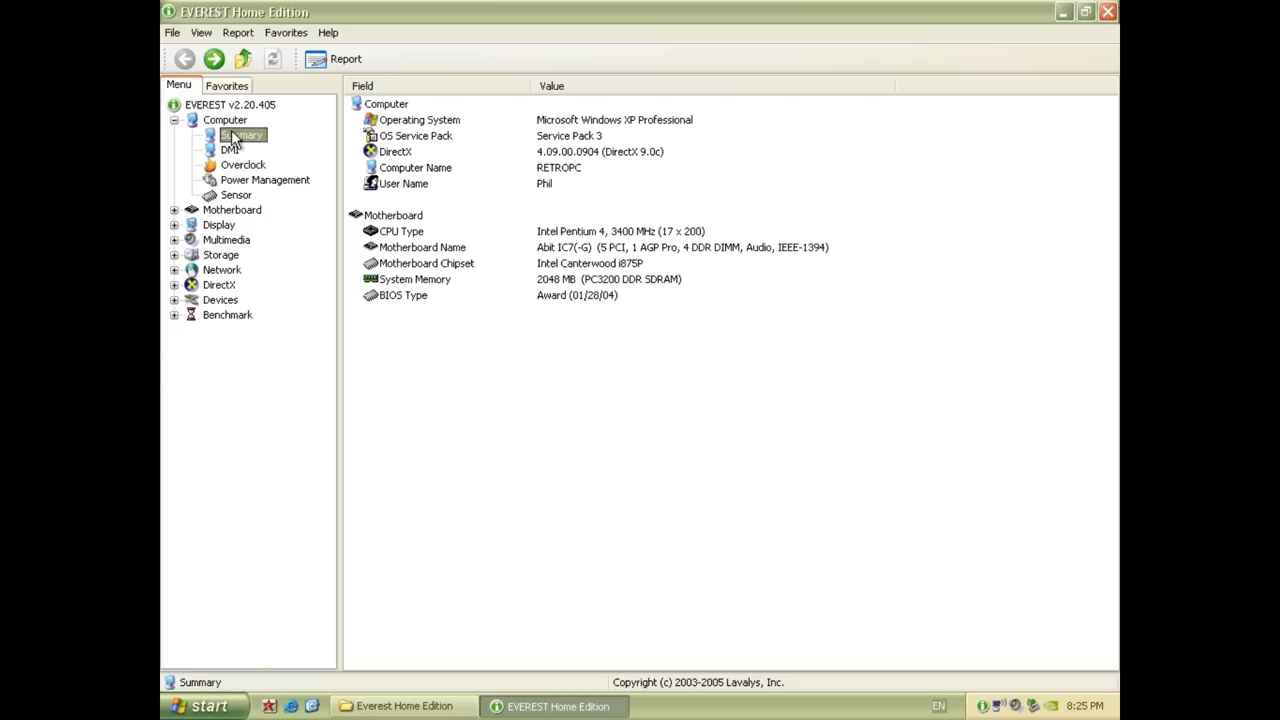 EVEREST Home Edition
File View Report Favorites Help
Report
Menu Favorites
Field Value
EVEREST v2.20.405
Computer
Summary
DMI
Overclock
Power Management
Sensor
Motherboard
Display
Multimedia
Storage
Network
DirectX
Devices
Benchmark
Computer
Operating System Microsoft Windows XP Professional
OS Service Pack Service Pack 3
DirectX 4.09.00.0904 (DirectX 9.0c)
Computer Name RETROPC
User Name Phil
Motherboard
CPU Type Intel Pentium 4, 3400 MHz (17 x 200)
Motherboard Name Abit IC7(-G) (5 PCI, 1 AGP Pro, 4 DDR DIMM, Audio, IEEE-1394)
Motherboard Chipset Intel Canterwood i875P
System Memory 2048 MB (PC3200 DDR SDRAM)
BIOS Type Award (01/28/04)
Summary Copyright (c) 2003-2005 Lavalys, Inc.
start Everest Home Edition EVEREST Home Edition EN 8:25 PM